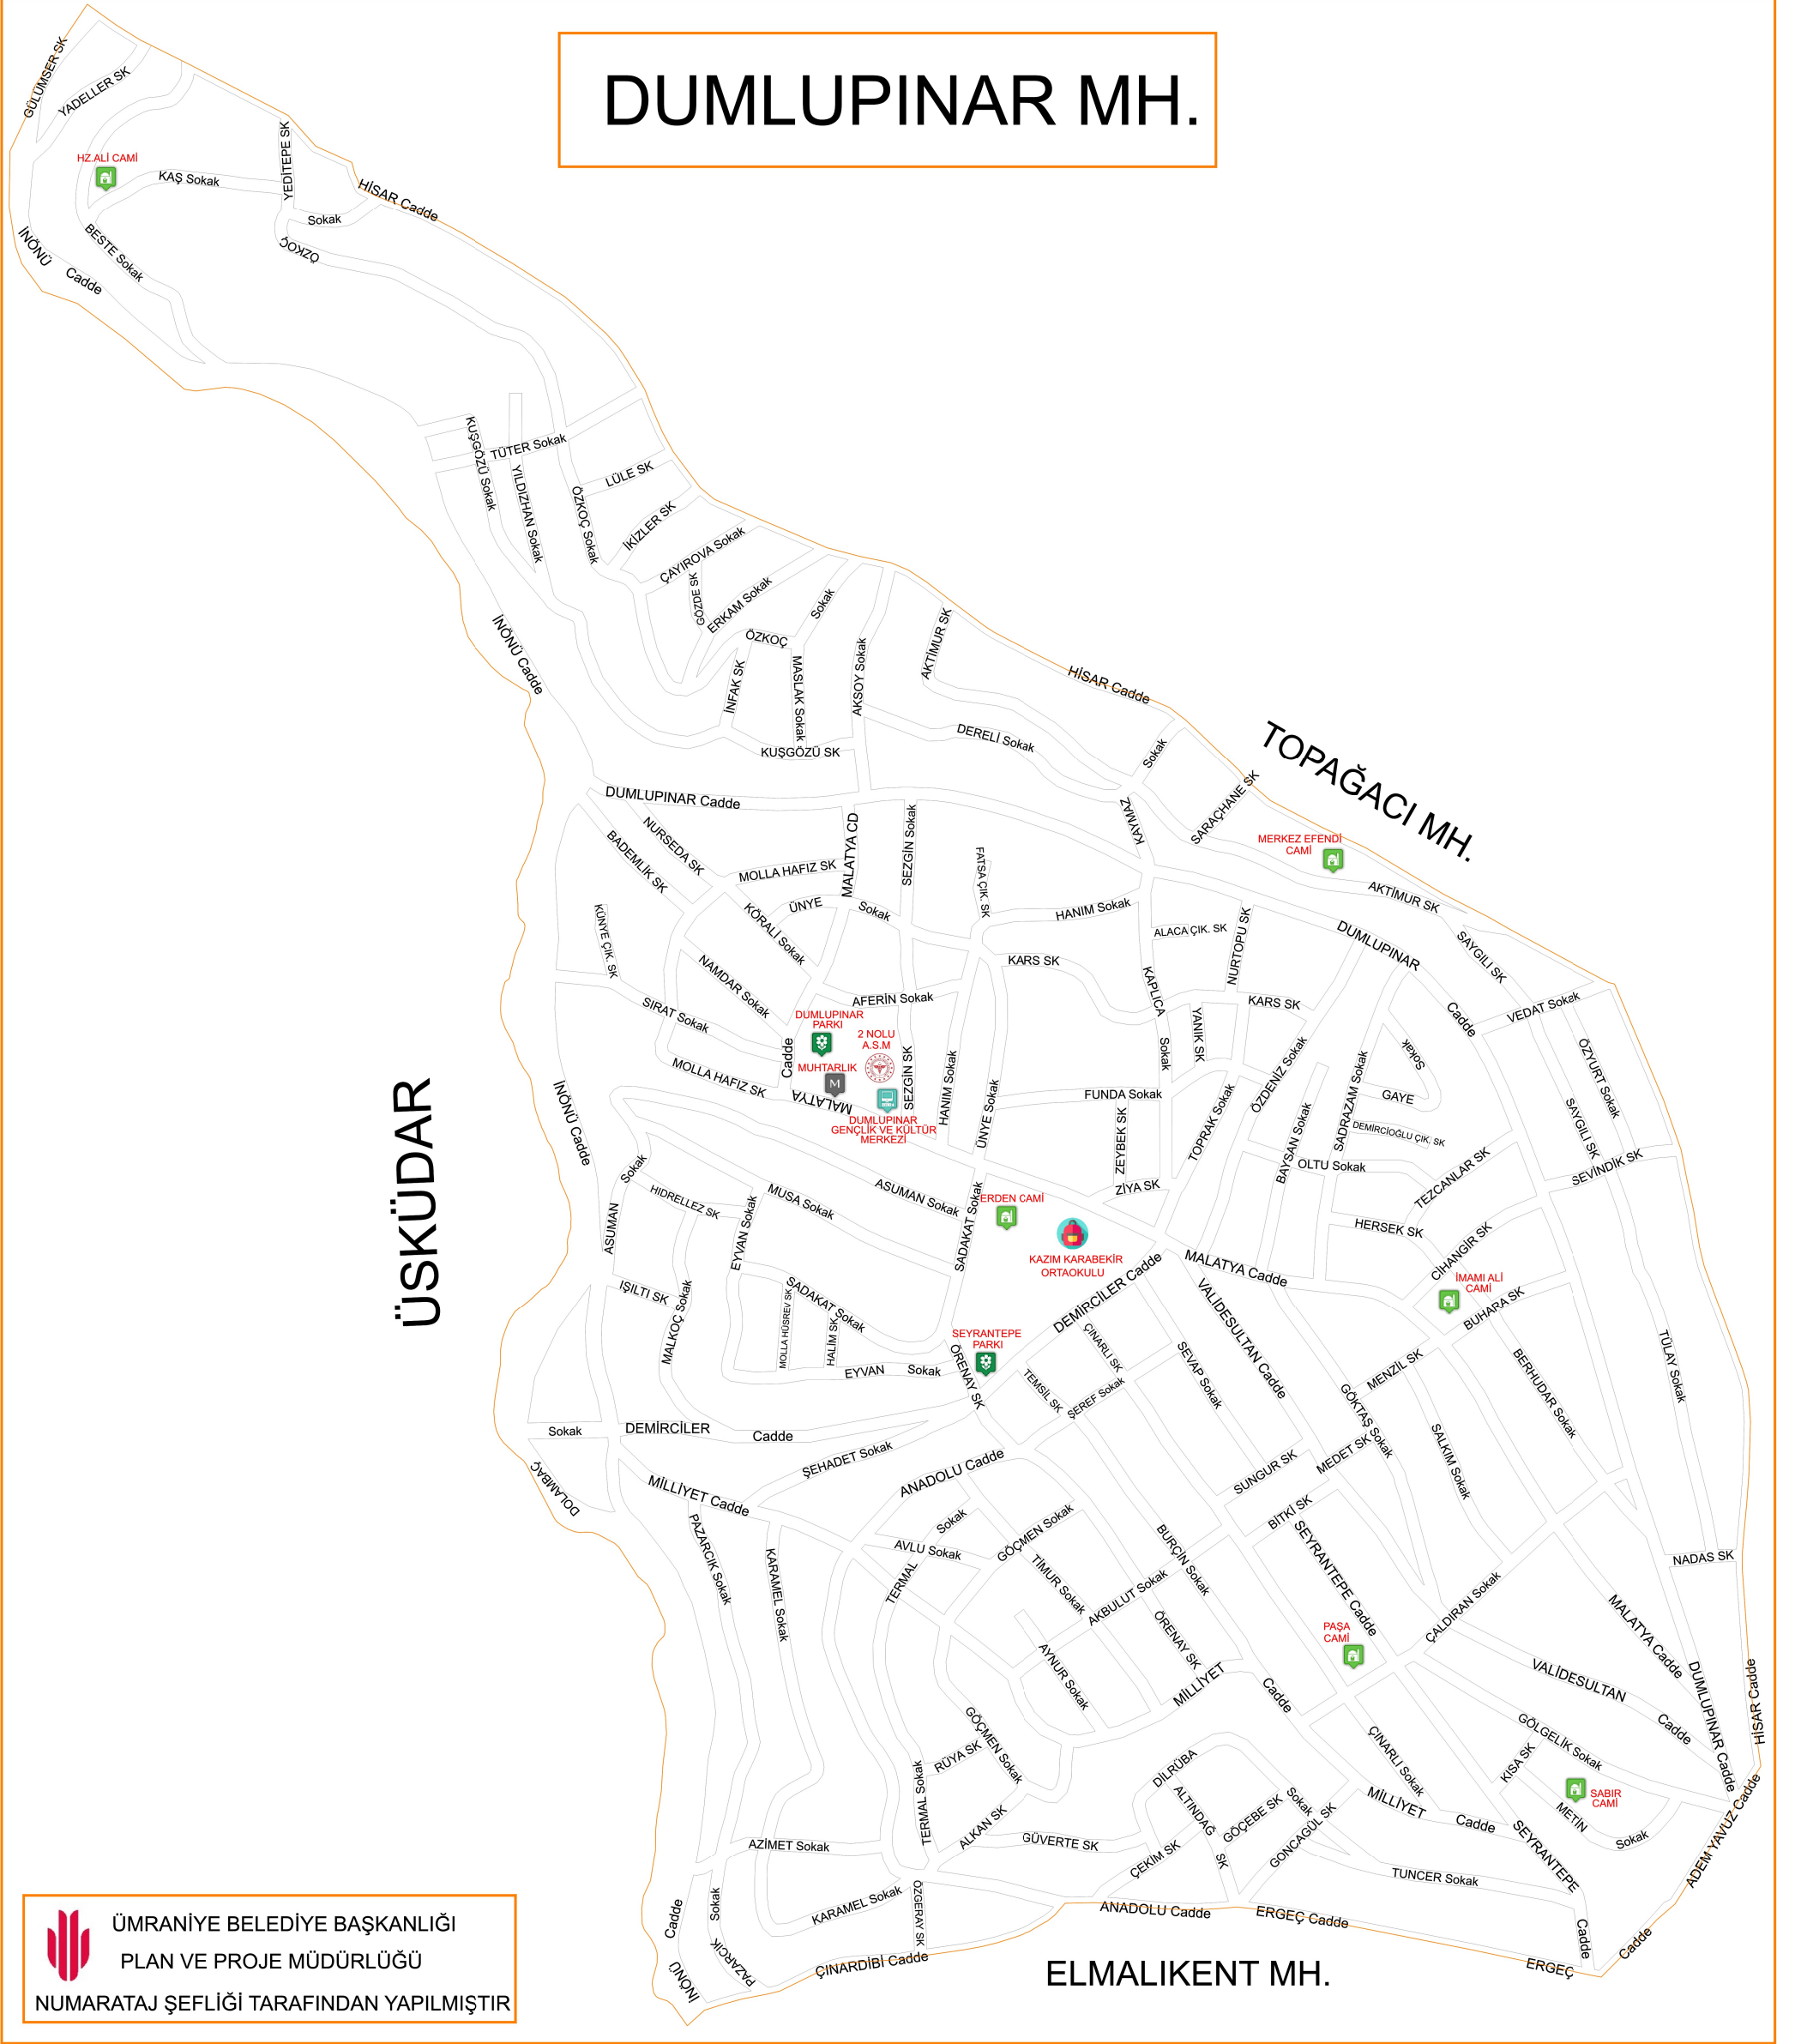 DUMLUPINAR MH.
GÜLÜMSER SK
YADELLER SK
HZ.ALİ CAMİ
KAŞ Sokak
YEDİTEPE SK
HİSAR Cadde
Sokak
ÖZKOÇ
BESTE Sokak
İNÖNÜ
Cadde
KUŞGÖZÜ Sokak
TÜTER Sokak
YILDIZHAN Sokak
LÜLE SK
ÖZKOÇ Sokak
İKİZLER SK
ÇAYIROVA Sokak
GÖZDE SK
ERKAM Sokak
Sokak
ÖZKOÇ
İNFAK SK
MASLAK Sokak
AKSOY Sokak
AKTİMUR SK
İNÖNÜ Cadde
HİSAR Cadde
KUŞGÖZÜ SK
DERELİ Sokak
Sokak
TOPAĞACI MH.
DUMLUPINAR Cadde
KAYMAZ
SARAÇHANE SK
MERKEZ EFENDİ
CAMİ
NURSEDA SK
BADEMLİK SK
MOLLA HAFIZ SK
MALATYA CD
SEZGİN Sokak
FATSA ÇIK. SK
AKTİMUR SK
ÜNYE
Sokak
HANIM Sokak
KÖRALİ Sokak
ALACA ÇIK. SK
NURTOPU SK
DUMLUPINAR
SAYGILI SK
KÜNYE ÇIK. SK
NAMDAR Sokak
KARS SK
KAPLICA
AFERİN Sokak
KARS SK
VEDAT Sokak
SIRAT Sokak
DUMLUPINAR
PARKI
2 NOLU
A.S.M
YANIK SK
Cadde
Cadde
Sokak
Sokak
ÖZYURT Sokak
MUHTARLIK
M
SEZGİN SK
HANIM Sokak
MOLLA HAFIZ SK
MALATYA
ÖZDENİZ Sokak
FUNDA Sokak
GAYE
ÜNYE Sokak
DUMLUPINAR
GENÇLİK VE KÜLTÜR
MERKEZİ
ZEYBEK SK
TOPRAK Sokak
BAYSAN Sokak
SADRAZAM Sokak
DEMİRCİOĞLU ÇIK. SK
SAYGILI SK
İNÖNÜ Cadde
ÜSKÜDAR
Sokak
HIDRELLEZ SK
MUSA Sokak
ASUMAN Sokak
ERDEN CAMİ
ZİYA SK
OLTU Sokak
TEZCANLAR SK
SEVİNDİK SK
ASUMAN
EYVAN Sokak
SADAKAT Sokak
HERSEK SK
CİHANGİR SK
KAZIM KARABEKİR
ORTAOKULU
MALATYA Cadde
İMAMI ALİ
CAMİ
IŞILTI SK
MALKOÇ Sokak
SADAKAT Sokak
MOLLA HÜSREV SK
HALİM SK
DEMİRCİLER Cadde
VALİDESULTAN Cadde
BUHARA SK
SEYRANTEPE
PARKI
ÇINARLI SK
SEVAP Sokak
TÜLAY Sokak
EYVAN
Sokak
ÖRENAY SK
TEMSİL SK
ŞEREF Sokak
MENZİL SK
BERHUDAR Sokak
GÖKTAŞ Sokak
Sokak
DEMİRCİLER
Cadde
ŞEHADET Sokak
ANADOLU Cadde
SUNGUR SK
MEDET SK
SALKIM Sokak
DOLAMBAÇ
MİLLİYET Cadde
PAZARCIK Sokak
Sokak
GÖÇMEN Sokak
BİTKİ SK
KARAMEL Sokak
AVLU Sokak
TERMAL
TİMUR Sokak
BURÇİN Sokak
SEYRANTEPE Cadde
NADAS SK
AKBULUT Sokak
ÖRENAY SK
ÇALDIRAN Sokak
MALATYA Cadde
PAŞA
CAMİ
AYNUR Sokak
MİLLİYET
Cadde
VALİDESULTAN
Cadde
DUMLUPINAR Cadde
HİSAR Cadde
GÖÇMEN Sokak
RÜYA SK
DİLRÜBA
ÇINARLI Sokak
GÖLGELİK Sokak
KISA SK
TERMAL Sokak
ALTINDAĞ
SK
Sokak
MİLLİYET
Cadde
SABIR
CAMİ
METİN
Sokak
ALKAN SK
GÖÇEBE SK
AZİMET Sokak
GÜVERTE SK
ÇEKİM SK
GONCAGÜL SK
SEYRANTEPE
ADEM YAVUZ Cadde
TUNCER Sokak
KARAMEL Sokak
ÖZGERAY SK
ANADOLU Cadde
ERGEÇ Cadde
Cadde
Sokak
Cadde
Cadde
PAZARCIK
İNÖNÜ
ÇINARDİBİ Cadde
ERGEÇ
ELMALIKENT MH.
ÜMRANİYE BELEDİYE BAŞKANLIĞI
PLAN VE PROJE MÜDÜRLÜĞÜ
NUMARATAJ ŞEFLİĞİ TARAFINDAN YAPILMIŞTIR